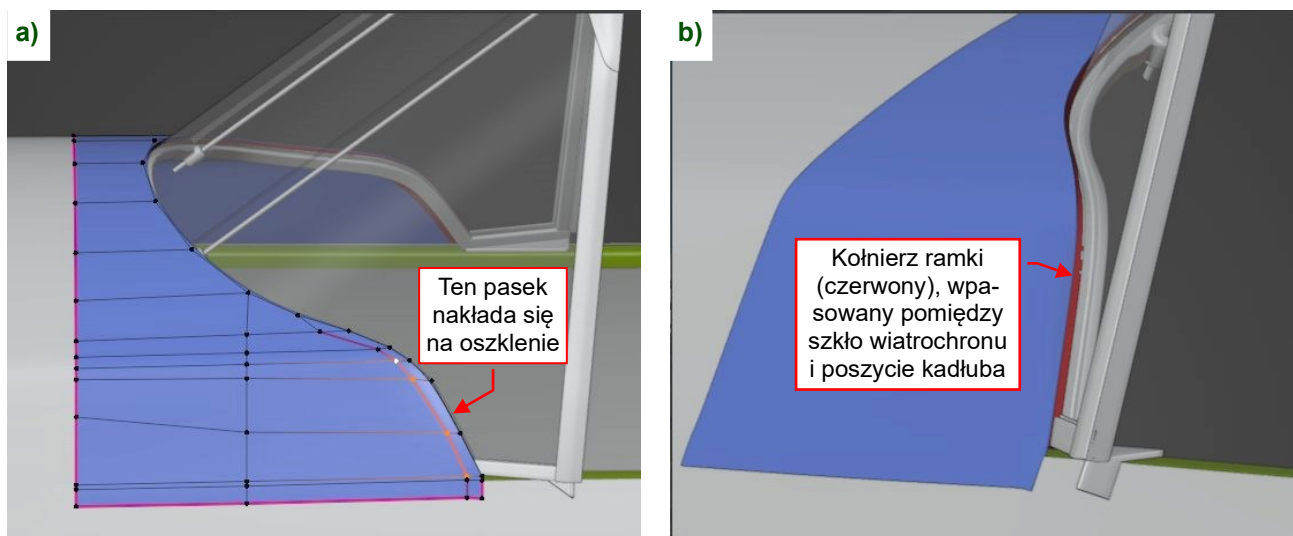 a)
Ten pasek
nakłada się
na oszklenie
b)
Kołnierz ramki
(czerwony), wpa-
sowany pomiędzy
szkło wiatrochronu
i poszycie kadłuba